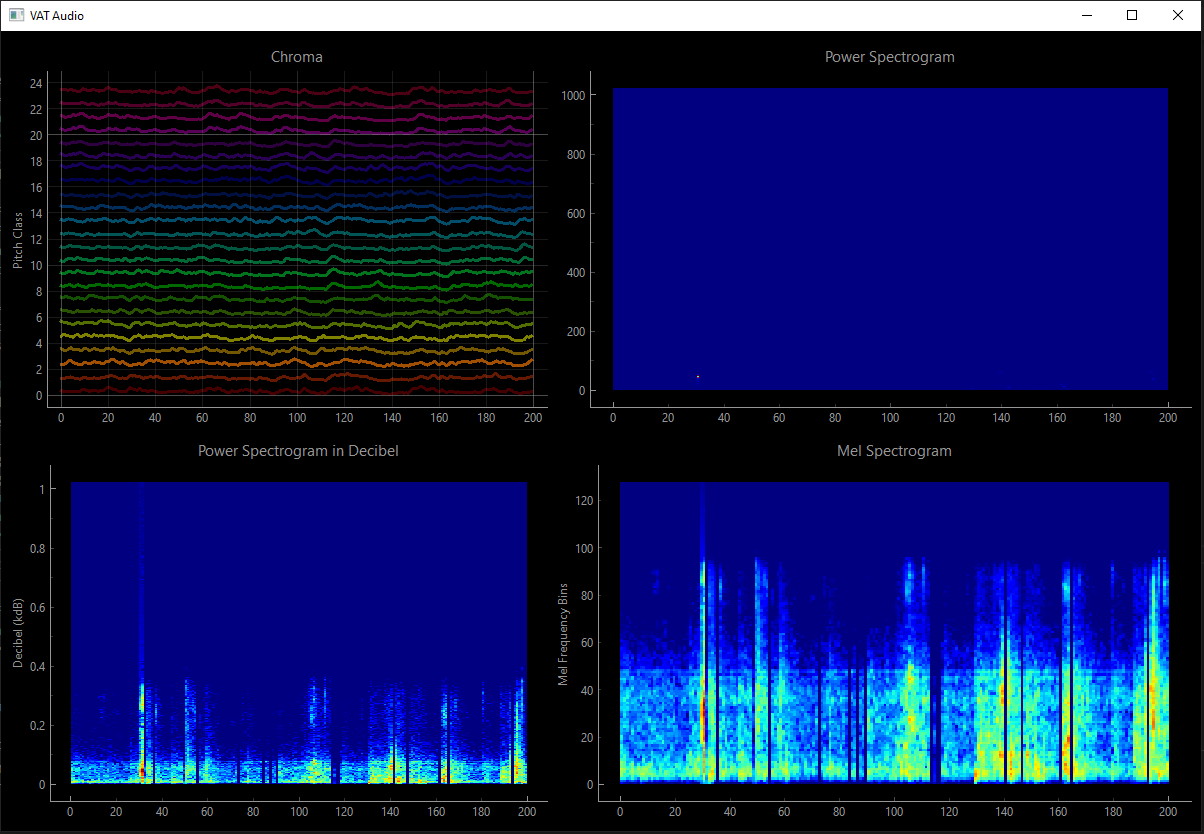 VAT Audio
Chroma
Power Spectrogram
24
22
20
18
16
14
12
10
8
6
4
2
0
Pitch Class
0 20 40 60 80 100 120 140 160 180 200
1000
800
600
400
200
0
0 20 40 60 80 100 120 140 160 180 200
Power Spectrogram in Decibel
Mel Spectrogram
1
0.8
0.6
0.4
0.2
0
Decibel (kdB)
0 20 40 60 80 100 120 140 160 180 200
120
100
80
60
40
20
0
Mel Frequency Bins
0 20 40 60 80 100 120 140 160 180 200